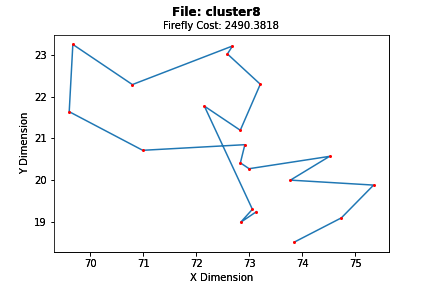 File: cluster8
Firefly Cost: 2490.3818
Y Dimension
23
22
21
20
19
70 71 72 73 74 75
X Dimension